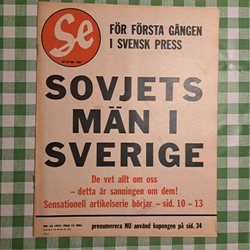 Se
FÖR FÖRSTA GÅNGEN
I SVENSK PRESS
SOVJETS
MÄN I
SVERIGE
De vet allt om oss
– detta är sanningen om dem!
Sensationell artikelserie börjar – sid. 10 – 13
prenumerera NU använd kupongen på sid. 34